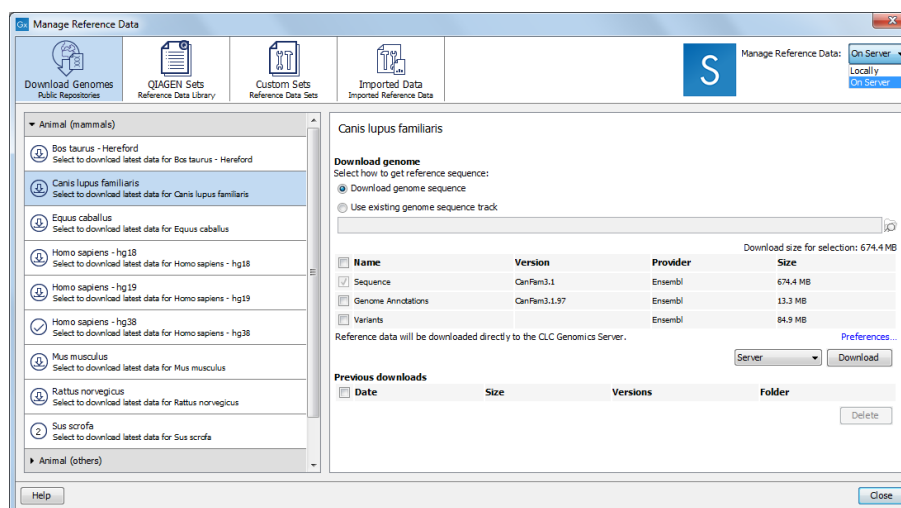 Gx Manage Reference Data
Download Genomes
Public Repositories
QIAGEN Sets
Reference Data Library
Custom Sets
Reference Data Sets
Imported Data
Imported Reference Data
S
Manage Reference Data: On Server
Locally
On Server
Animal (mammals)
Bos taurus - Hereford
Select to download latest data for Bos taurus - Hereford
Canis lupus familiaris
Select to download latest data for Canis lupus familiaris
Equus caballus
Select to download latest data for Equus caballus
Homo sapiens - hg18
Select to download latest data for Homo sapiens - hg18
Homo sapiens - hg19
Select to download latest data for Homo sapiens - hg19
Homo sapiens - hg38
Select to download latest data for Homo sapiens - hg38
Mus musculus
Select to download latest data for Mus musculus
Rattus norvegicus
Select to download latest data for Rattus norvegicus
2
Sus scrofa
Select to download latest data for Sus scrofa
Animal (others)
Canis lupus familiaris
Download genome
Select how to get reference sequence:
Download genome sequence
Use existing genome sequence track
Download size for selection: 674.4 MB
Name Version Provider Size
Sequence CanFam3.1 Ensembl 674.4 MB
Genome Annotations CanFam3.1.97 Ensembl 13.3 MB
Variants Ensembl 84.9 MB
Reference data will be downloaded directly to the CLC Genomics Server. Preferences...
Server Download
Previous downloads
Date Size Versions Folder
Delete
Help Close